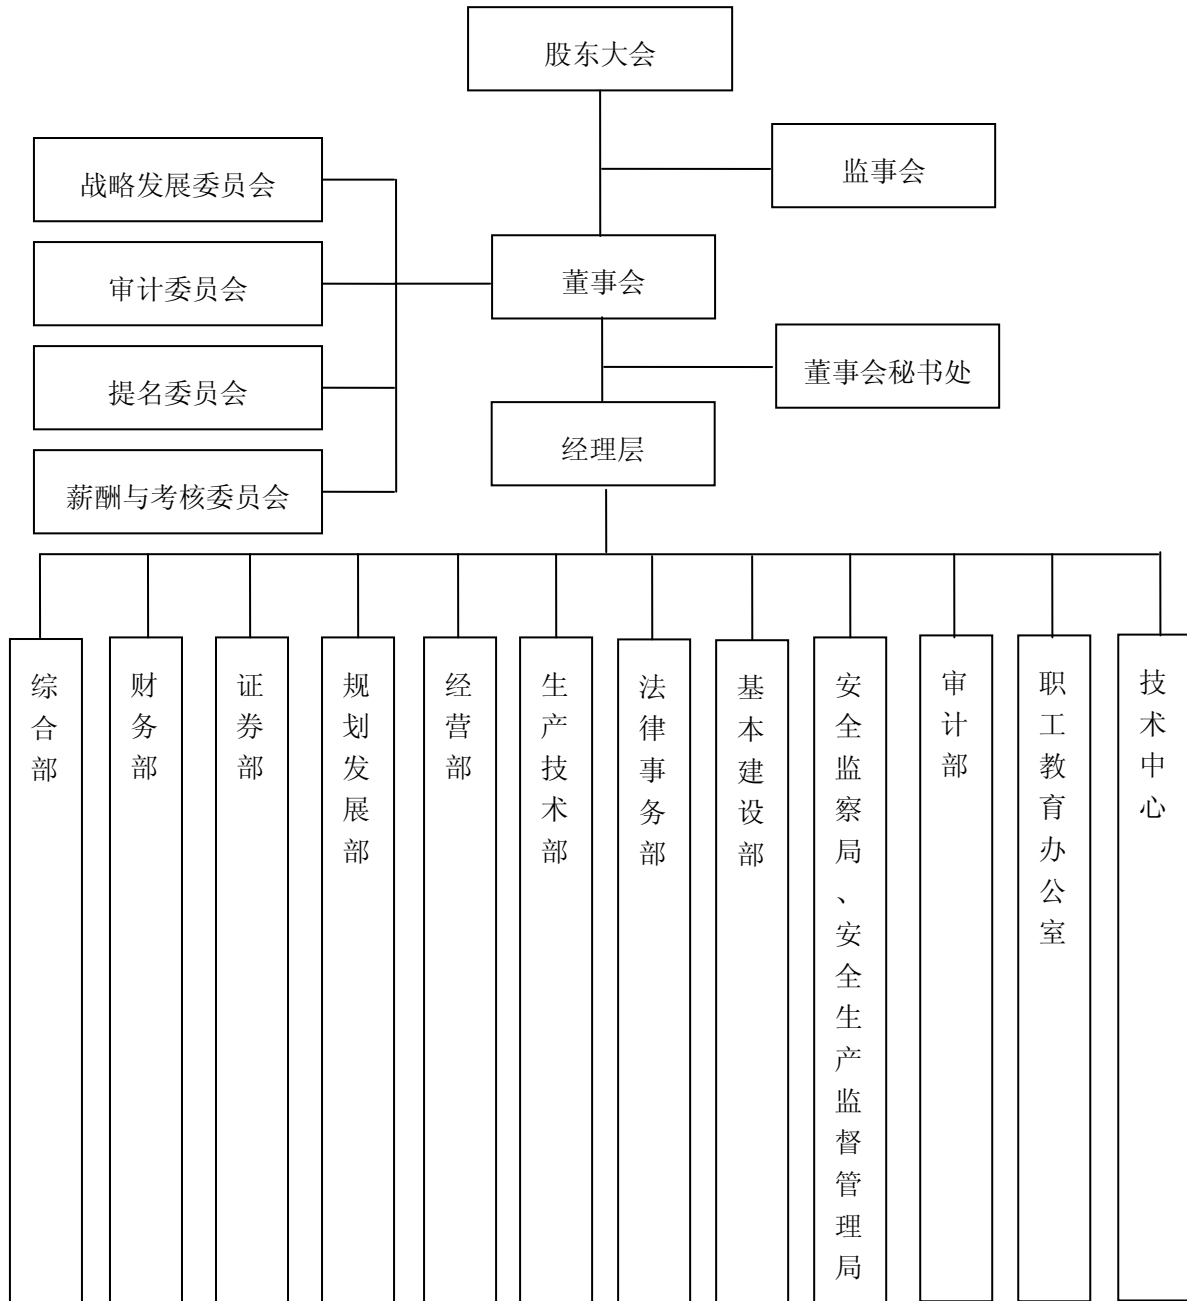 股东大会
监事会
战略发展委员会
审计委员会
董事会
董事会秘书处
提名委员会
经理层
薪酬与考核委员会
综合部
财务部
证券部
规划发展部
经营部
生产技术部
法律事务部
基本建设部
安全监察局、安全生产监督管理局
审计部
职工教育办公室
技术中心